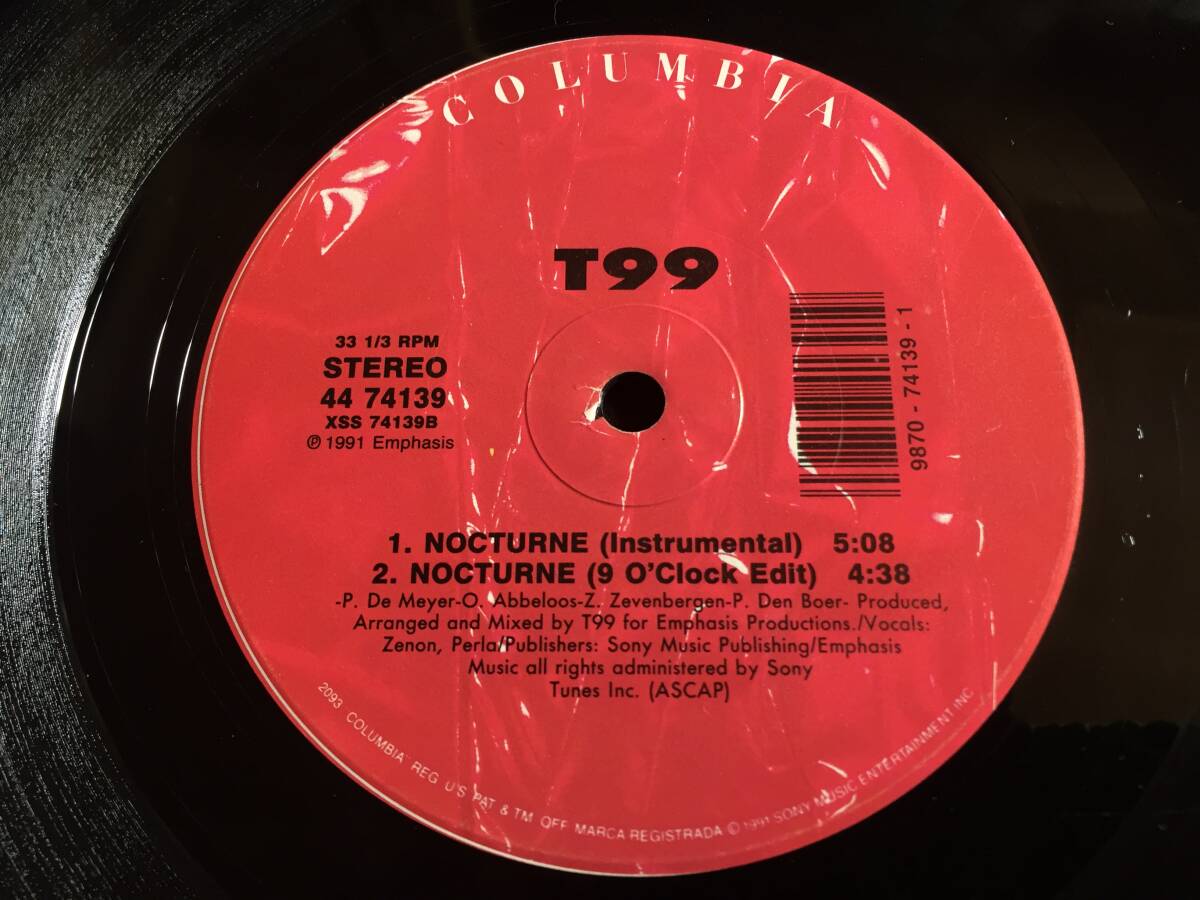 COLUMBIA
T99
33 1/3 RPM
STEREO
44 74139
XSS 74139B
℗ 1991 Emphasis
9870 - 74139 - 1
1. NOCTURNE (Instrumental) 5:08
2. NOCTURNE (9 O'Clock Edit) 4:38
-P. De Meyer-O. Abbeloos-Z. Zevenbergen-P. Den Boer- Produced,
Arranged and Mixed by T99 for Emphasis Productions./Vocals:
Zenon, Perla/Publishers: Sony Music Publishing/Emphasis
Music all rights administered by Sony
Tunes Inc. (ASCAP)
2093 COLUMBIA REG U'S PAT & TM OFF MARCA REGISTRADA © 1991 SONY MUSIC ENTERTAINMENT INC